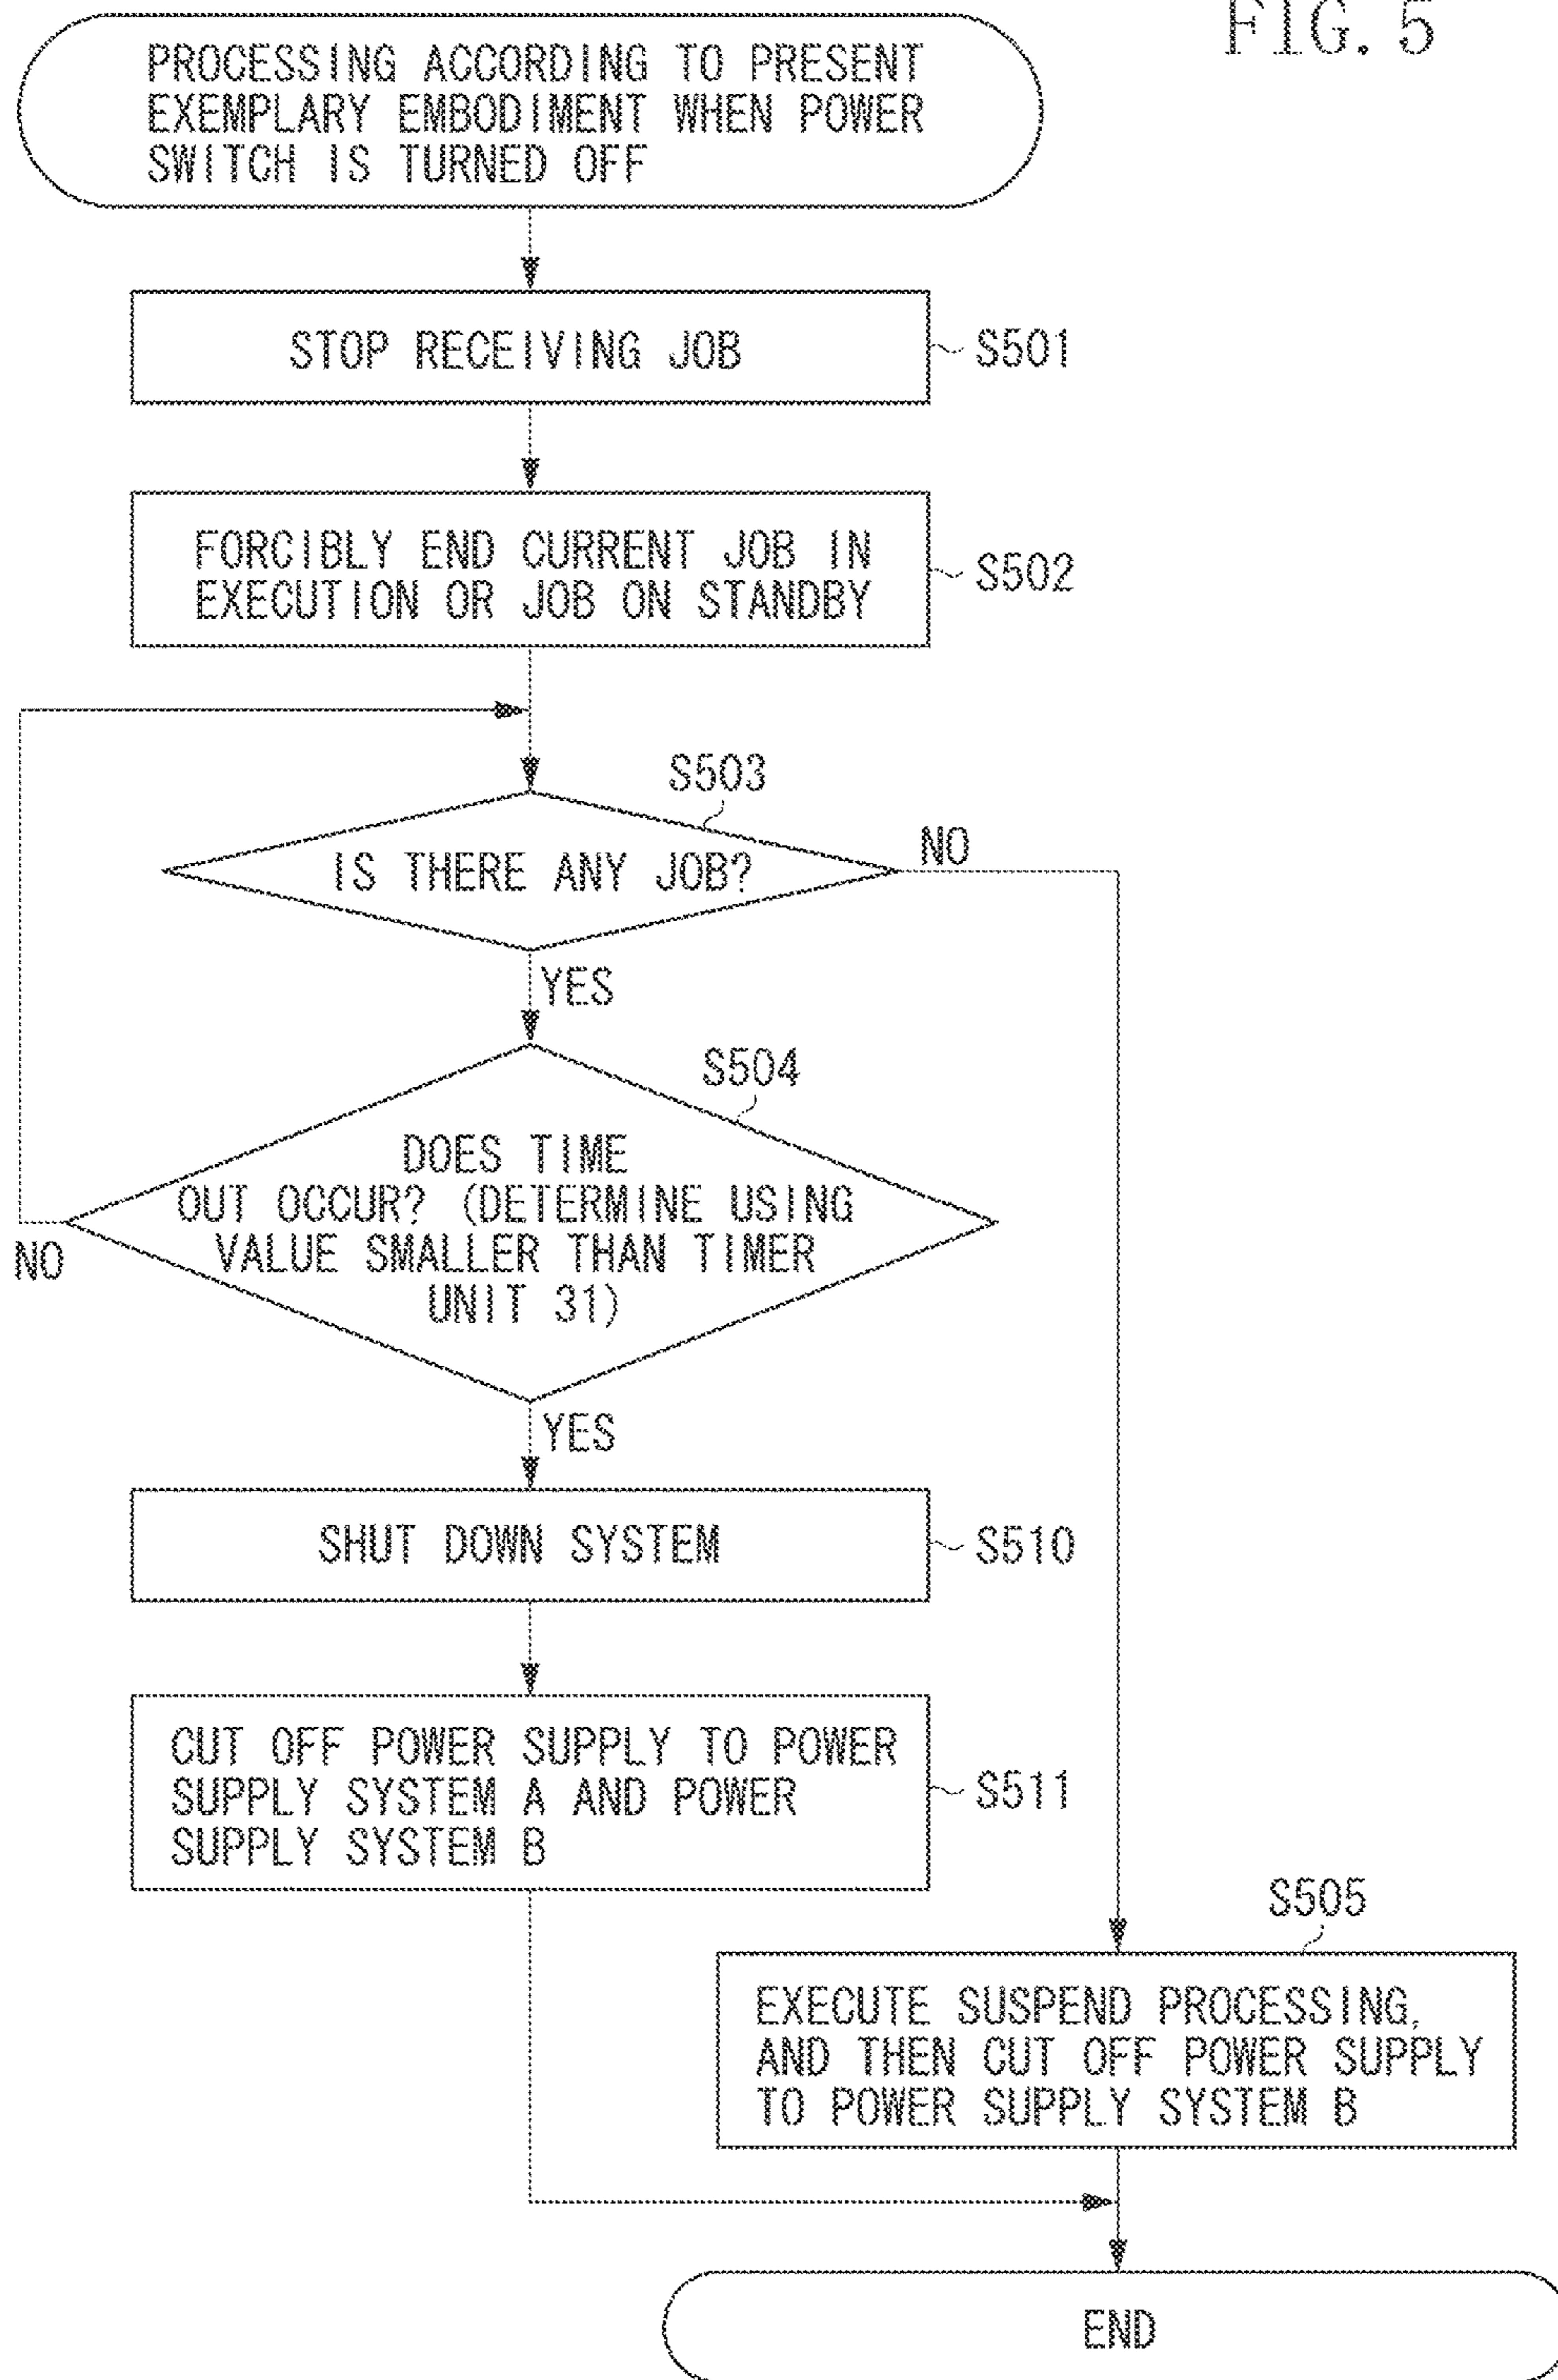 FIG. 5
PROCESSING ACCORDING TO PRESENT
EXEMPLARY EMBODIMENT WHEN POWER
SWITCH IS TURNED OFF
STOP RECEIVING JOB
S501
FORCIBLY END CURRENT JOB IN
EXECUTION OR JOB ON STANDBY
S502
S503
IS THERE ANY JOB?
NO
YES
S504
DOES TIME
OUT OCCUR? (DETERMINE USING
VALUE SMALLER THAN TIMER
UNIT 31)
NO
YES
SHUT DOWN SYSTEM
S510
CUT OFF POWER SUPPLY TO POWER
SUPPLY SYSTEM A AND POWER
SUPPLY SYSTEM B
S511
S505
EXECUTE SUSPEND PROCESSING,
AND THEN CUT OFF POWER SUPPLY
TO POWER SUPPLY SYSTEM B
END